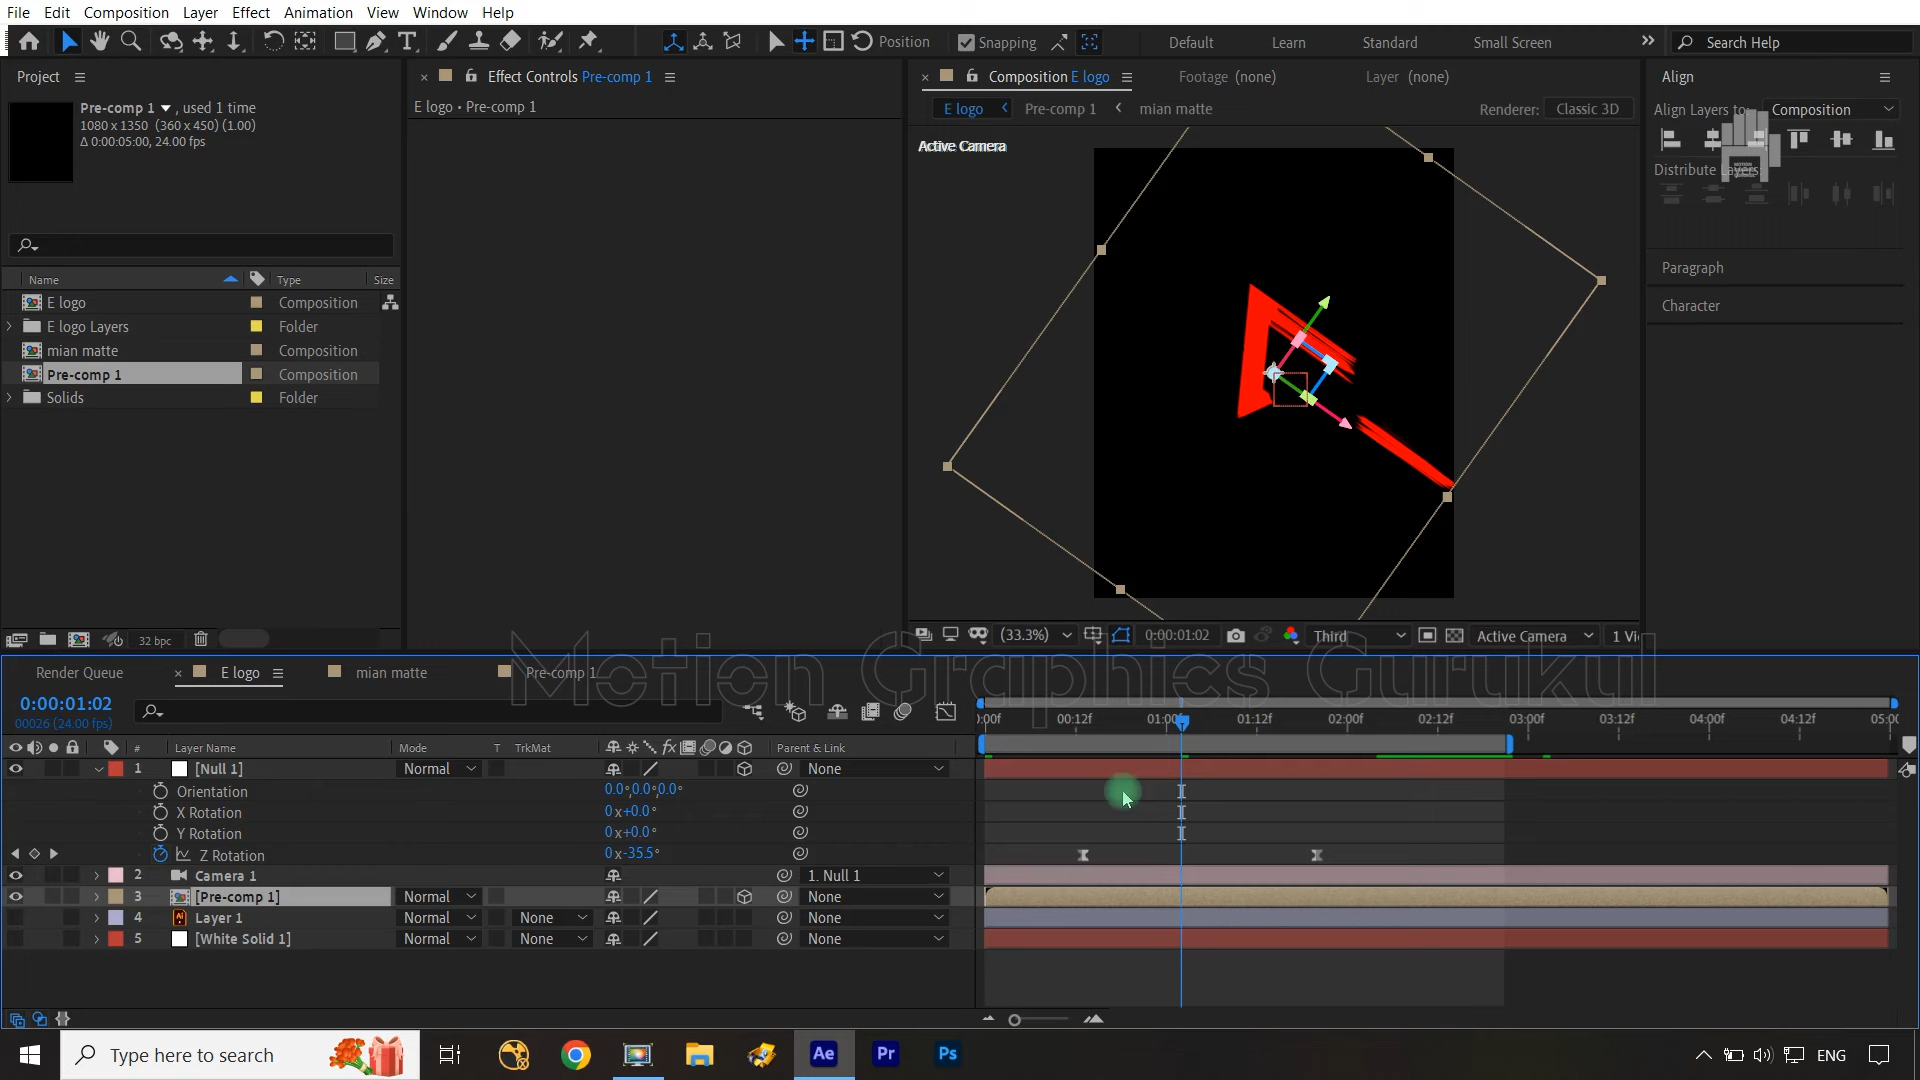 File Edit Composition Layer Effect Animation View Window Help
Position Snapping Default Learn Standard Small Screen Search Help
Project
Pre-comp 1 , used 1 time
1080 x 1350 (360 x 450) (1.00)
Δ 0:00:05:00, 24.00 fps
Name Type Size
E logo Composition
E logo Layers Folder
mian matte Composition
Pre-comp 1 Composition
Solids Folder
32 bpc
Effect Controls Pre-comp 1
E logo • Pre-comp 1
Composition E logo Footage (none) Layer (none)
E logo Pre-comp 1 mian matte Renderer: Classic 3D
Active Camera
(33.3%) 0:00:01:02 Third Active Camera 1 Vi
Align
Align Layers to: Composition
Distribute Layers:
Paragraph
Character
Motion Graphics Gurukul
Render Queue E logo mian matte Pre-comp 1
0:00:01:02
00026 (24.00 fps)
):00f 00:12f 01:00f 01:12f 02:00f 02:12f 03:00f 03:12f 04:00f 04:12f 05:00
# Layer Name Mode T TrkMat Parent & Link
1 [Null 1] Normal None
Orientation 0.0°,0.0°,0.0°
X Rotation 0x+0.0°
Y Rotation 0x+0.0°
Z Rotation 0x-35.5°
2 Camera 1 1. Null 1
3 [Pre-comp 1] Normal None
4 Layer 1 Normal None None
5 [White Solid 1] Normal None None
Type here to search Ae Pr Ps ENG